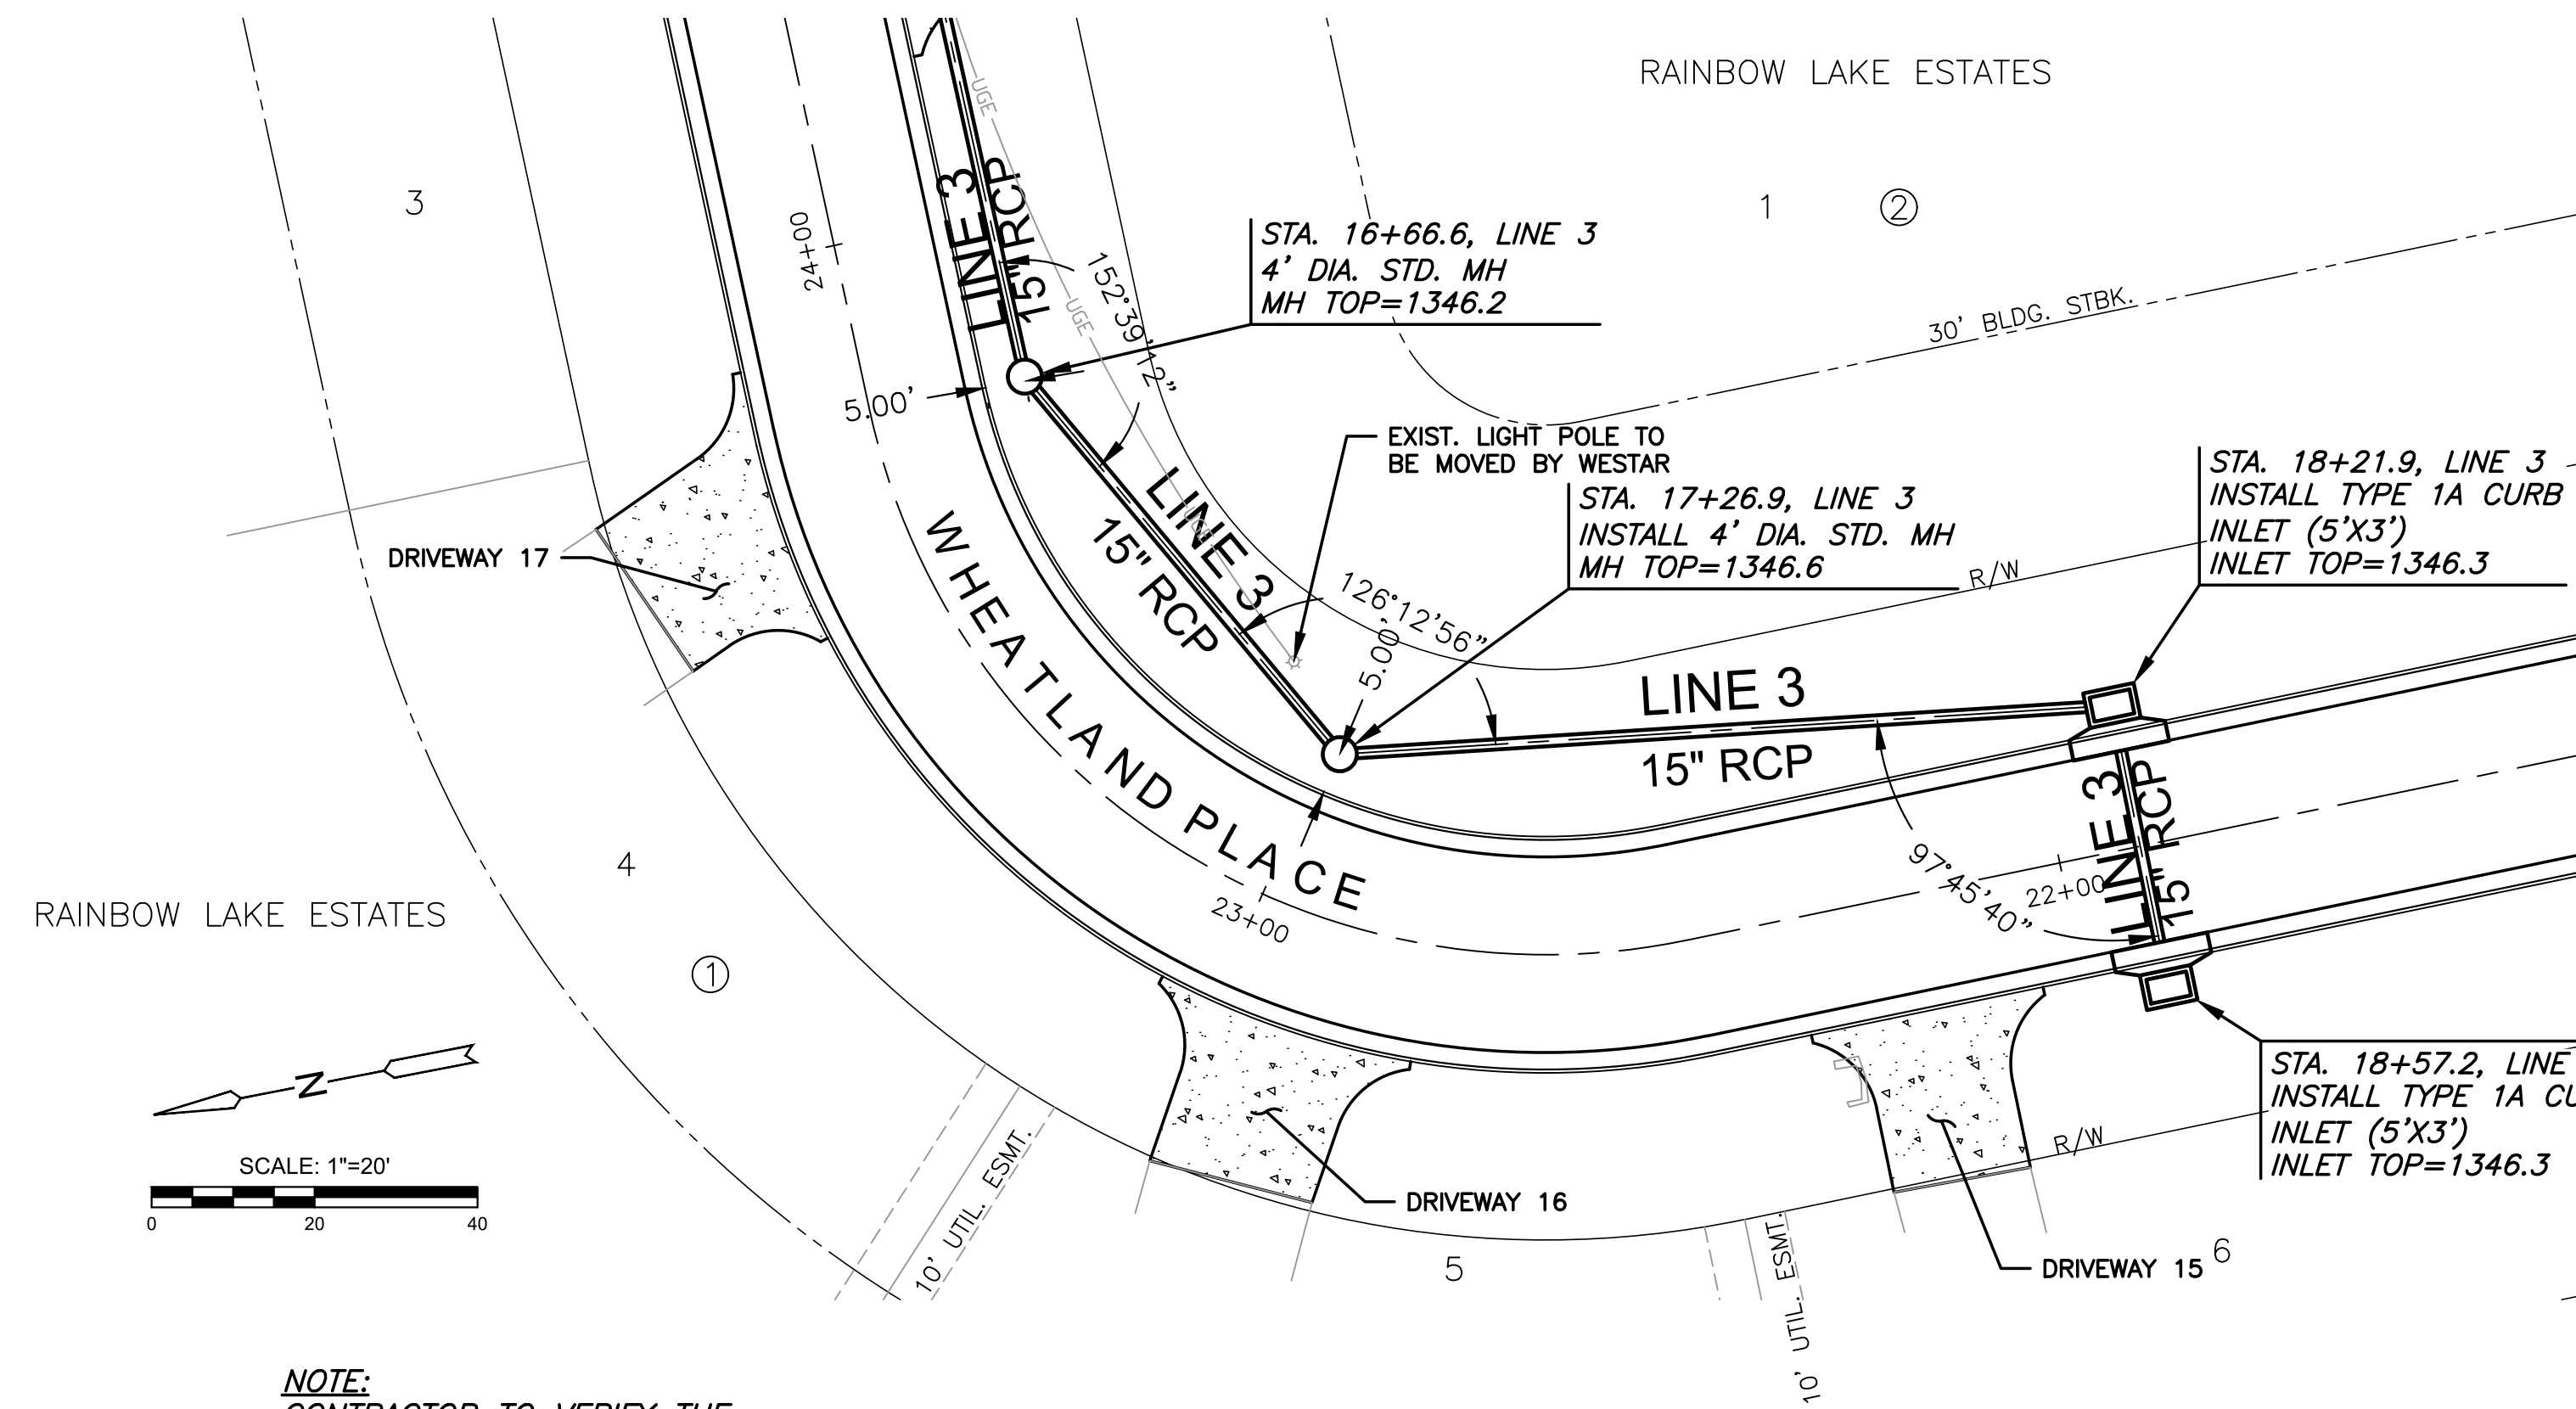 RAINBOW LAKE ESTATES
3
1
2
24+00
LINE 3
15" RCP
UGE
UGE
152°39'12"
STA. 16+66.6, LINE 3
4' DIA. STD. MH
MH TOP=1346.2
30' BLDG. STBK.
5.00'
EXIST. LIGHT POLE TO
BE MOVED BY WESTAR
STA. 17+26.9, LINE 3
INSTALL 4' DIA. STD. MH
MH TOP=1346.6
STA. 18+21.9, LINE 3
INSTALL TYPE 1A CURB
INLET (5'X3')
INLET TOP=1346.3
DRIVEWAY 17
LINE 3
15" RCP
UGE
126°12'56"
5.00'
R/W
LINE 3
15" RCP
WHEATLAND PLACE
LINE 3
15" RCP
97°45'40"
22+00
23+00
4
RAINBOW LAKE ESTATES
1
N
SCALE: 1"=20'
0 20 40
10' UTIL. ESMT.
DRIVEWAY 16
R/W
STA. 18+57.2, LINE
INSTALL TYPE 1A CU
INLET (5'X3')
INLET TOP=1346.3
5
10' UTIL. ESMT.
DRIVEWAY 15
6
NOTE:
CONTRACTOR TO VERIFY THE